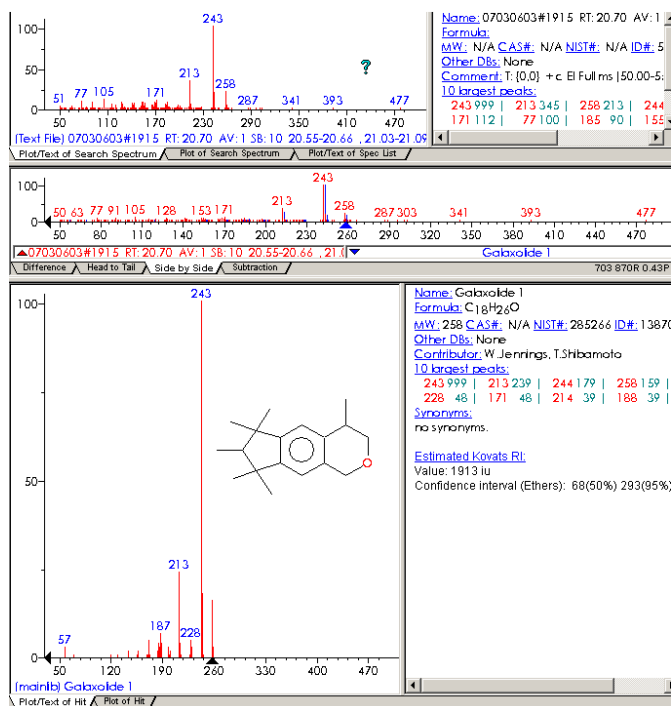 243
100
50
0
213
258
51
77
105
171
287
341
393
477
50 110 170 230 290 350 410 470
?
(Text File) 07030603#1915 RT: 20.70 AV: 1 SB: 10 20.55-20.66 , 21.03-21.09
Plot/Text of Search Spectrum / Plot of Search Spectrum / Plot/Text of Spec List
Name: 07030603#1915 RT: 20.70 AV: 1
Formula:
MW: N/A CAS#: N/A NIST#: N/A ID#: 5
Other DBs: None
Comment: T: {0,0} + c EI Full ms [50.00-5
10 largest peaks:
243 999 | 213 345 | 258 213 | 244
171 112 | 77 100 | 185 90 | 155
243
100
50
0
213
258
50 63 77 91 105 128 153 171 287 303 341 393 477
50 80 110 140 170 200 230 260 290 320 350 380 410 440 470
07030603#1915 RT: 20.70 AV: 1 SB: 10 20.55-20.66 , 21.0
Galaxolide 1
Difference / Head to Tail / Side by Side / Subtraction
703 870R 0.43P
243
100
50
0
213
187
228
57
50 120 190 260 330 400 470
O
(mainlib) Galaxolide 1
Plot/Text of Hit / Plot of Hit
Name: Galaxolide 1
Formula: C18H26O
MW: 258 CAS#: N/A NIST#: 285266 ID#: 13870
Other DBs: None
Contributor: W.Jennings, T.Shibamoto
10 largest peaks:
243 999 | 213 239 | 244 179 | 258 159 |
228 48 | 171 48 | 214 39 | 188 39 |
Synonyms:
no synonyms.
Estimated Kovats RI:
Value: 1913 iu
Confidence interval (Ethers): 68(50%) 293(95%)